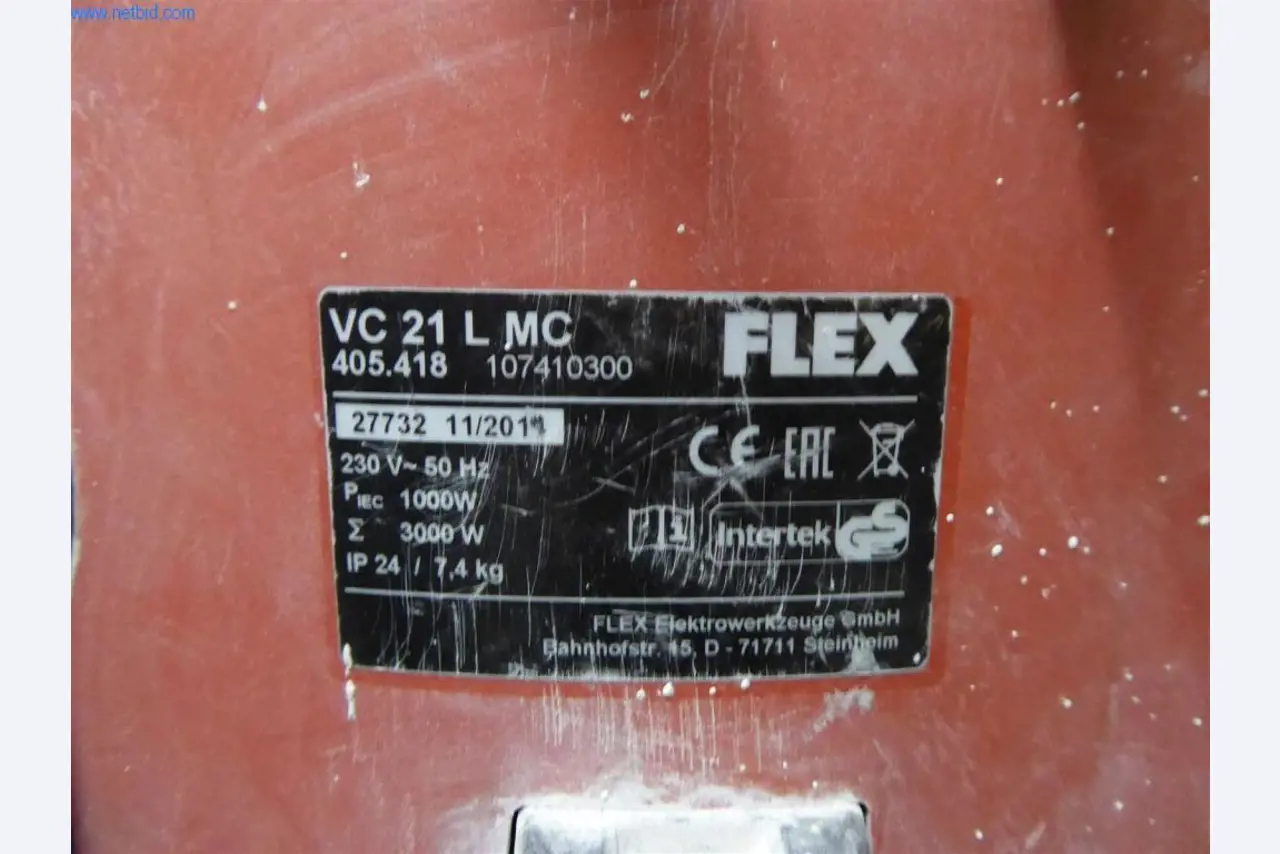 www.netbid.com
VC 21 L MC FLEX
405.418 107410300
27732
CE EAC
230 V~ 50 Hz
PIEC 1000W
Σ 3000 W
Intertek GS
IP 24 / 7,4 kg
FLEX Elektrowerkzeuge GmbH
Bahnhofstr. 15, D - 71711 Steinheim